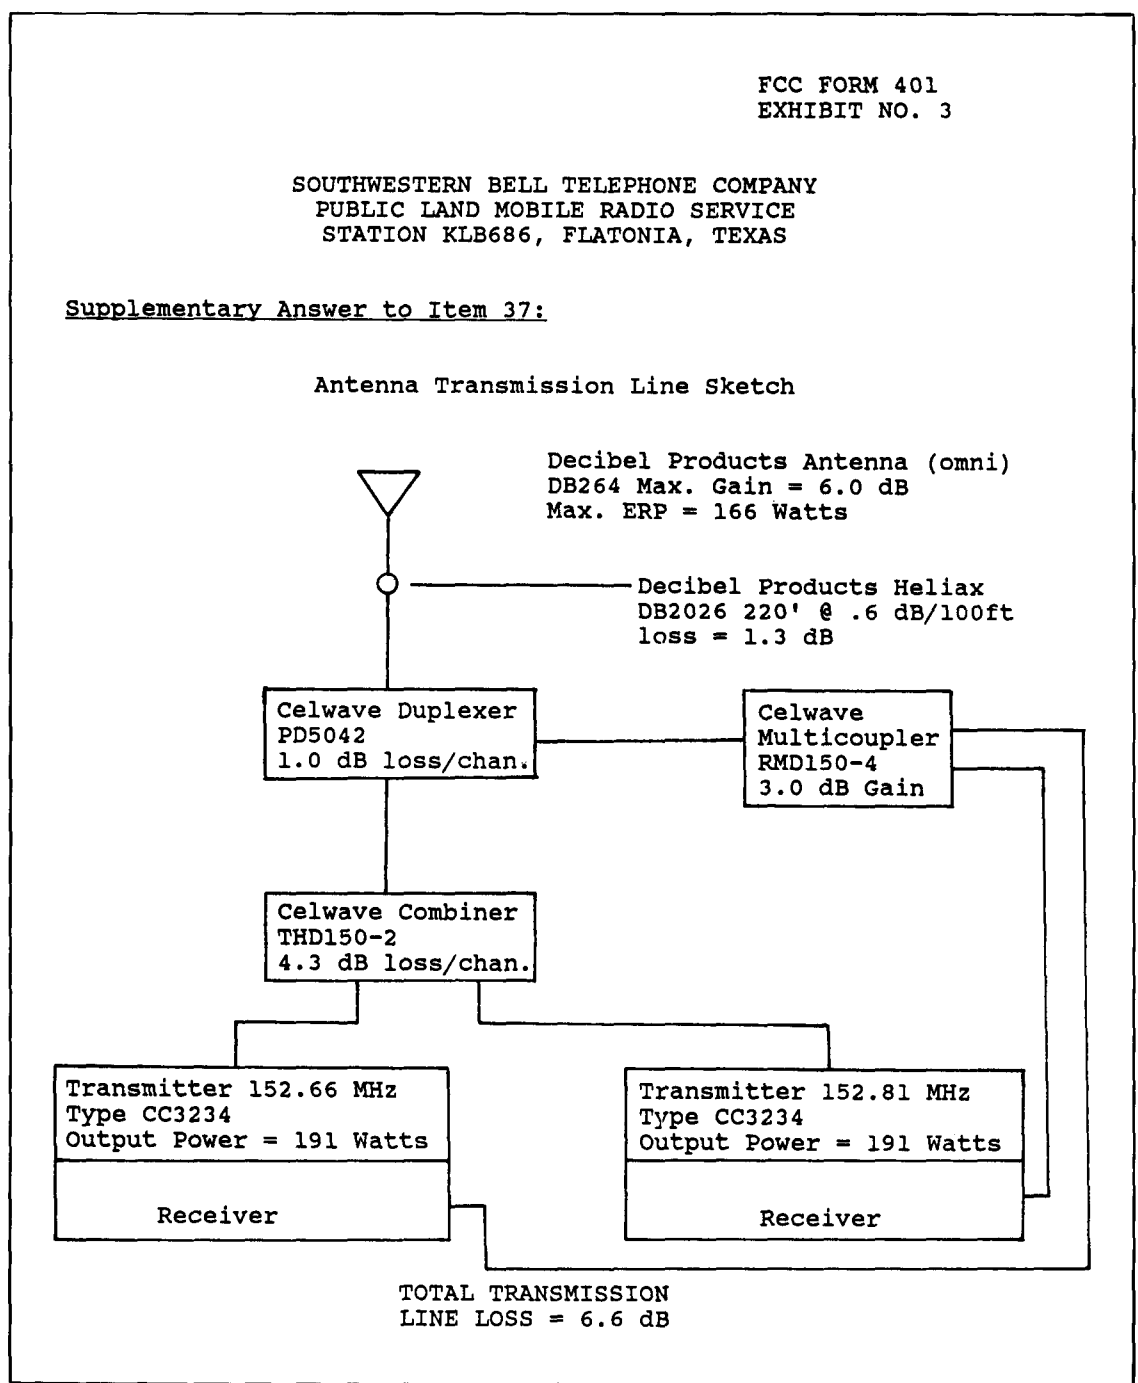 FCC FORM 401
EXHIBIT NO. 3
SOUTHWESTERN BELL TELEPHONE COMPANY
PUBLIC LAND MOBILE RADIO SERVICE
STATION KLB686, FLATONIA, TEXAS
Supplementary Answer to Item 37:
Antenna Transmission Line Sketch
Decibel Products Antenna (omni)
DB264 Max. Gain = 6.0 dB
Max. ERP = 166 Watts
Decibel Products Heliax
DB2026 220' @ .6 dB/100ft
loss = 1.3 dB
Celwave Duplexer
PD5042
1.0 dB loss/chan.
Celwave
Multicoupler
RMD150-4
3.0 dB Gain
Celwave Combiner
THD150-2
4.3 dB loss/chan.
Transmitter 152.66 MHz
Type CC3234
Output Power = 191 Watts
Receiver
Transmitter 152.81 MHz
Type CC3234
Output Power = 191 Watts
Receiver
TOTAL TRANSMISSION
LINE LOSS = 6.6 dB